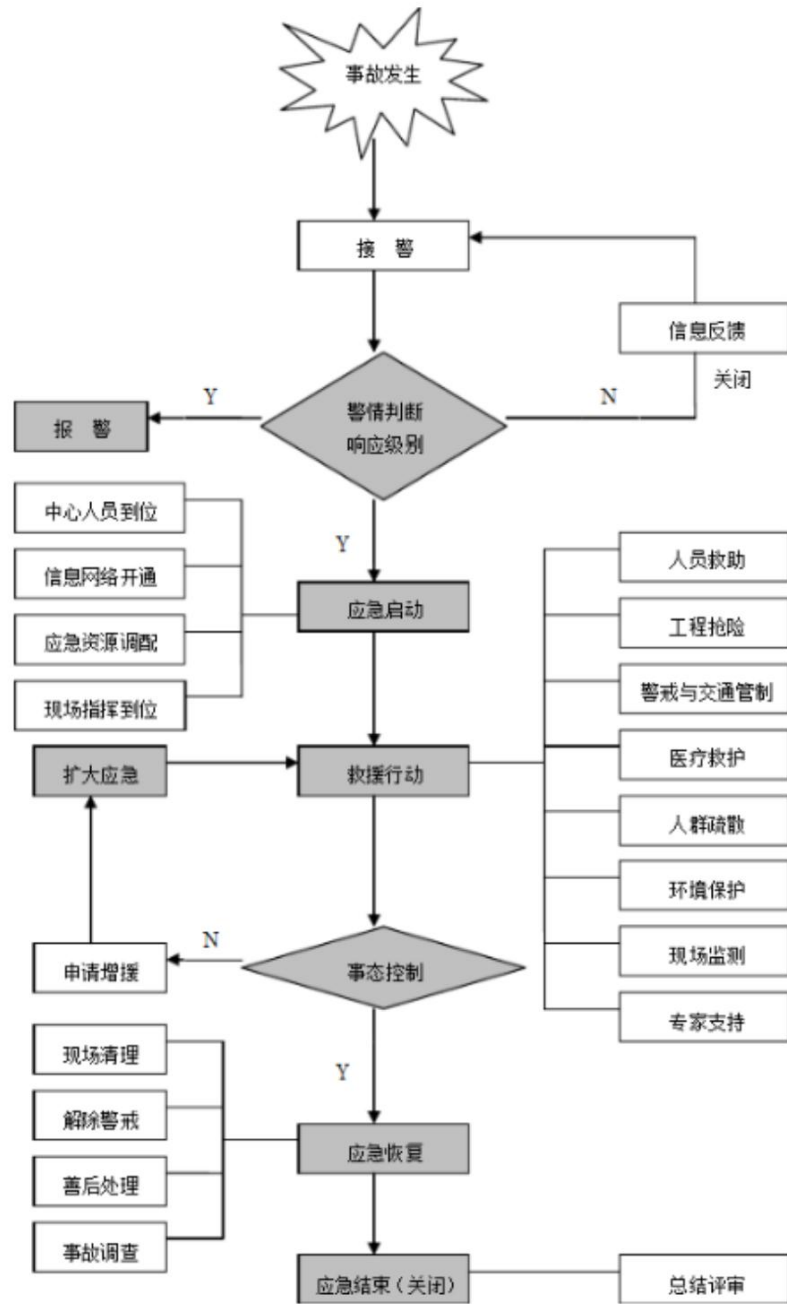 事故发生
接 警
信息反馈
关闭
Y
N
报 警
警情判断
响应级别
中心人员到位
信息网络开通
应急资源调配
现场指挥到位
Y
应急启动
人员救助
工程抢险
警戒与交通管制
医疗救护
人群疏散
环境保护
现场监测
专家支持
扩大应急
救援行动
N
申请增援
事态控制
现场清理
解除警戒
善后处理
事故调查
Y
应急恢复
应急结束（关闭）
总结评审